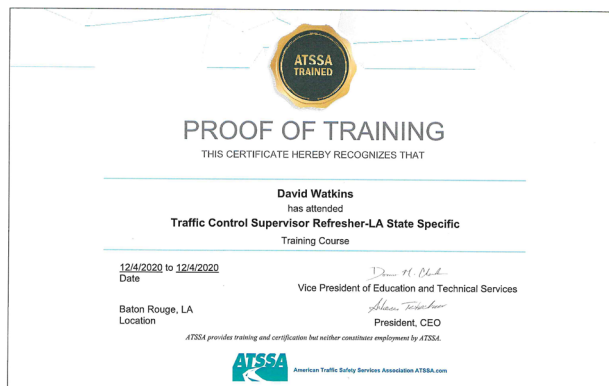 ATSSA
TRAINED
PROOF OF TRAINING
THIS CERTIFICATE HEREBY RECOGNIZES THAT
David Watkins
has attended
Traffic Control Supervisor Refresher-LA State Specific
Training Course
12/4/2020 to 12/4/2020
Date
Vice President of Education and Technical Services
Baton Rouge, LA
Location
President, CEO
ATSSA provides training and certification but neither constitutes employment by ATSSA.
ATSSA
American Traffic Safety Services Association ATSSA.com